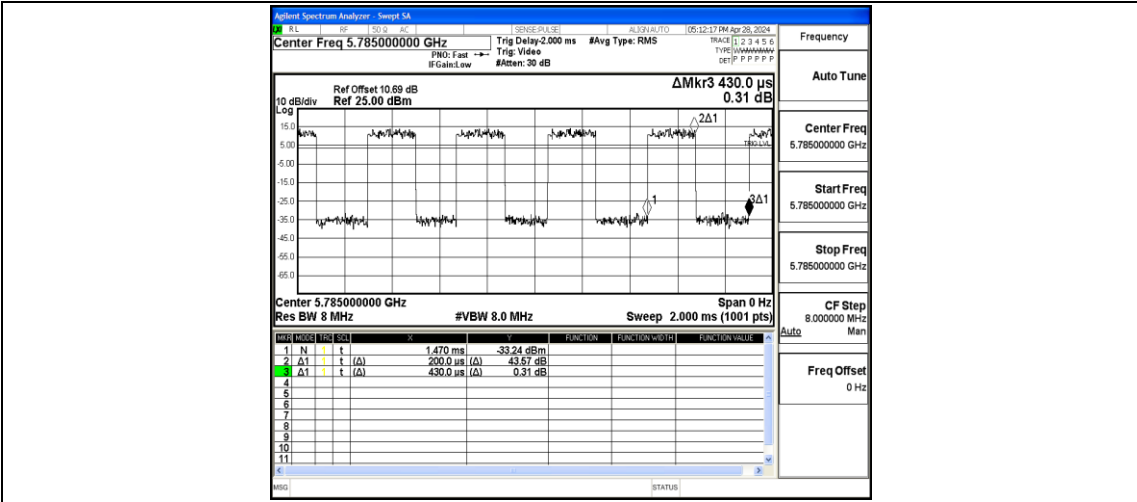 Agilent Spectrum Analyzer - Swept SA
RL RF 50 Ω AC SENSE:PULSE ALIGN AUTO 05:12:17 PM Apr 28, 2024
Center Freq 5.785000000 GHz
PNO: Fast
IFGain:Low
Trig Delay-2.000 ms
Trig: Video
#Atten: 30 dB
#Avg Type: RMS
TRACE 1 2 3 4 5 6
TYPE WWWWWW
DET P P P P P P
ΔMkr3 430.0 µs
0.31 dB
Ref Offset 10.69 dB
10 dB/div Ref 25.00 dBm
Log
15.0
5.00
-5.00
-15.0
-25.0
-35.0
-45.0
-55.0
-65.0
2Δ1
TRIG LVL
1
3Δ1
Center 5.785000000 GHz Span 0 Hz
Res BW 8 MHz #VBW 8.0 MHz Sweep 2.000 ms (1001 pts)
MKR MODE TRC SCL X Y FUNCTION FUNCTION WIDTH FUNCTION VALUE
1 N 1 t 1.470 ms -33.24 dBm
2 Δ1 1 t (Δ) 200.0 µs (Δ) 43.57 dB
3 Δ1 1 t (Δ) 430.0 µs (Δ) 0.31 dB
4
5
6
7
8
9
10
11
MSG STATUS
Frequency
Auto Tune
Center Freq
5.785000000 GHz
Start Freq
5.785000000 GHz
Stop Freq
5.785000000 GHz
CF Step
8.000000 MHz
Auto Man
Freq Offset
0 Hz